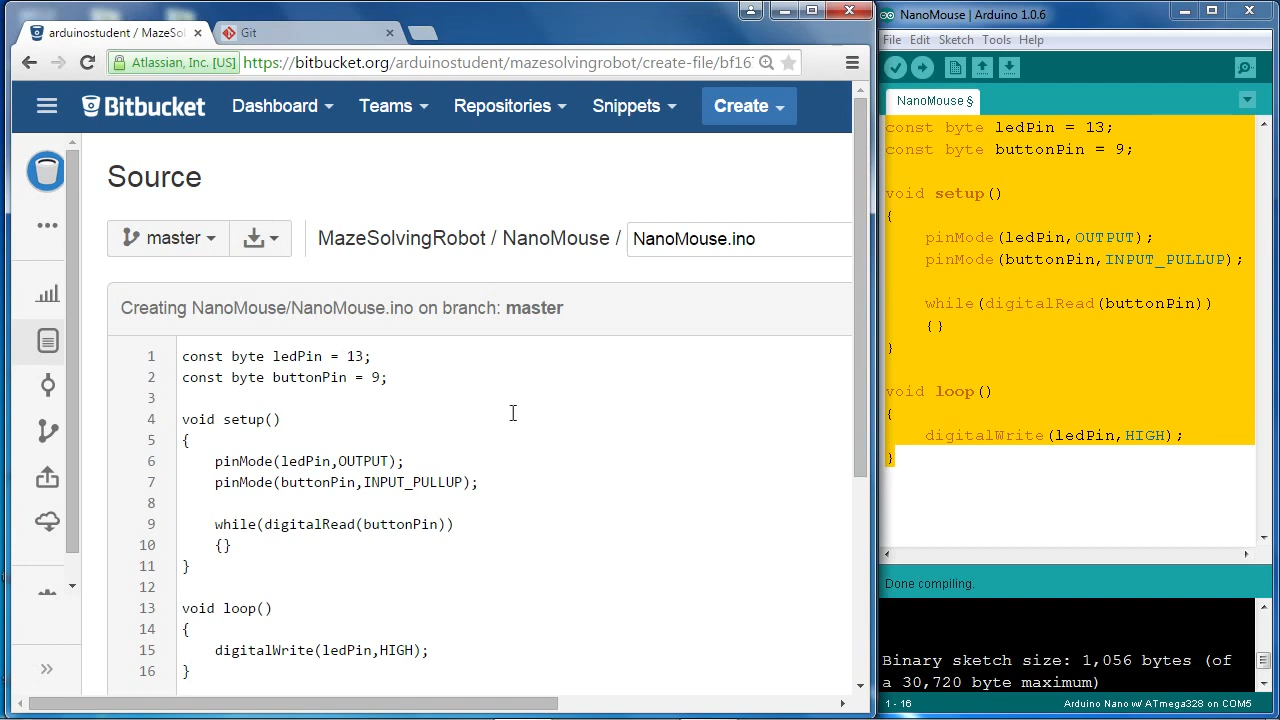 arduinostudent / MazeSol
Git
Atlassian, Inc. [US]
https://bitbucket.org/arduinostudent/mazesolvingrobot/create-file/bf16
Bitbucket
Dashboard
Teams
Repositories
Snippets
Create
Source
master
MazeSolvingRobot / NanoMouse /
NanoMouse.ino
Creating NanoMouse/NanoMouse.ino on branch: master
1 const byte ledPin = 13;
2 const byte buttonPin = 9;
3
4 void setup()
5 {
6 pinMode(ledPin,OUTPUT);
7 pinMode(buttonPin,INPUT_PULLUP);
8
9 while(digitalRead(buttonPin))
10 {}
11 }
12
13 void loop()
14 {
15 digitalWrite(ledPin,HIGH);
16 }
NanoMouse | Arduino 1.0.6
File Edit Sketch Tools Help
NanoMouse §
const byte ledPin = 13;
const byte buttonPin = 9;
void setup()
{
pinMode(ledPin,OUTPUT);
pinMode(buttonPin,INPUT_PULLUP);
while(digitalRead(buttonPin))
{}
}
void loop()
{
digitalWrite(ledPin,HIGH);
}
Done compiling.
Binary sketch size: 1,056 bytes (of
a 30,720 byte maximum)
1 - 16
Arduino Nano w/ ATmega328 on COM5